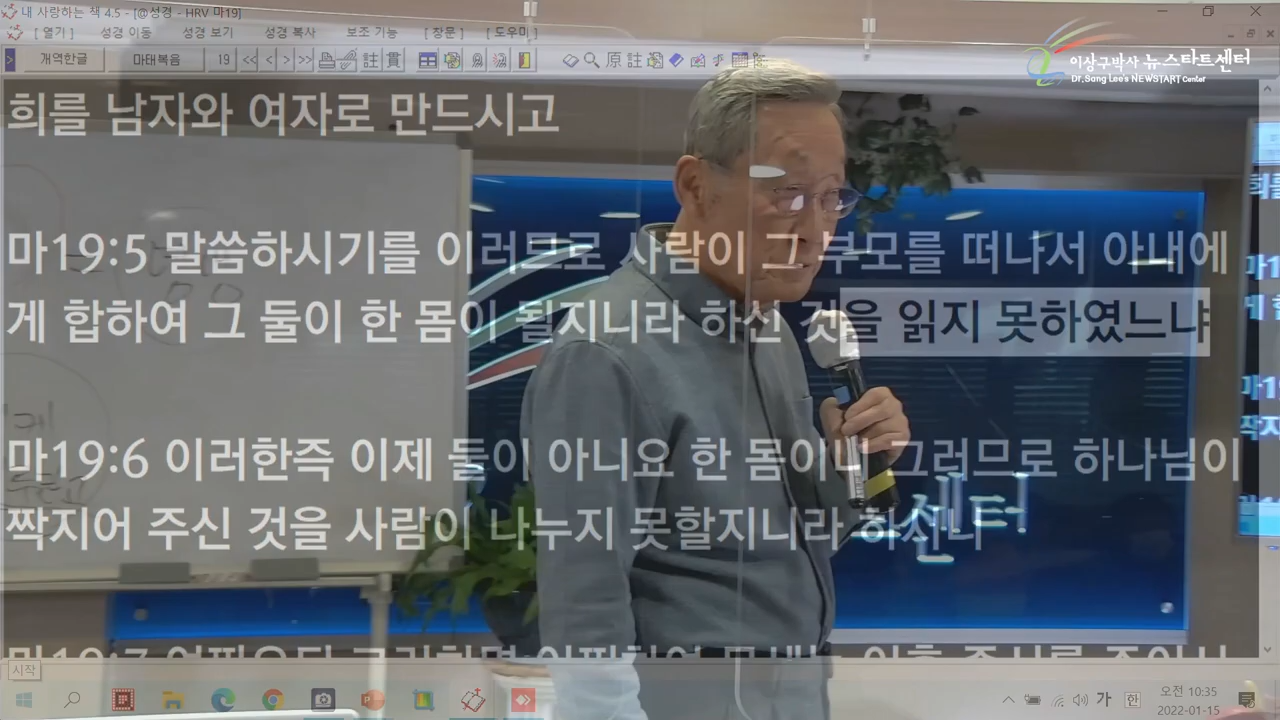 내 사랑하는 책 4.5 - [@성경 - HRV 마19]
[ 열기 ] 성경 이동 성경 보기 성경 복사 보조 기능 [ 창문 ] [ 도우미 ]
개역한글 마태복음 19 << < > >> 註 貫 原 註
이상구박사 뉴스타트센터
Dr.Sang Lee's NEWSTART Center
희를 남자와 여자로 만드시고
마19:5 말씀하시기를 이러므로 사람이 그 부모를 떠나서 아내에
게 합하여 그 둘이 한 몸이 될지니라 하신 것을 읽지 못하였느냐
마19:6 이러한즉 이제 둘이 아니요 한 몸이니 그러므로 하나님이
짝지어 주신 것을 사람이 나누지 못할지니라 하시니
센터
시작
가 한 오전 10:35
2022-01-15